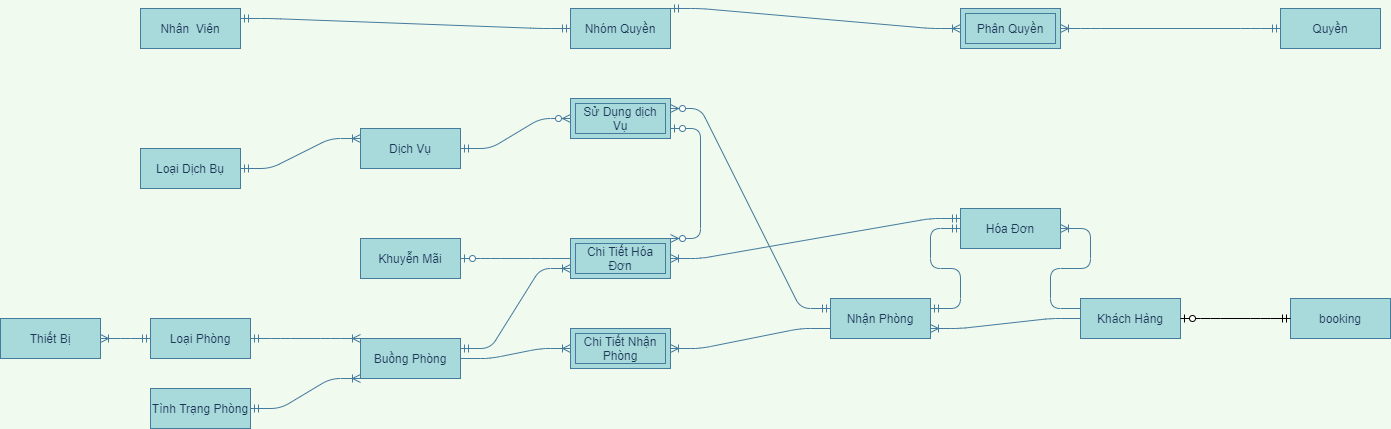 Nhân Viên
Nhóm Quyền
Phân Quyền
Quyền
Sử Dụng dịch
Vụ
Dịch Vụ
Loại Dịch Bụ
Hóa Đơn
Khuyễn Mãi
Chi Tiết Hóa
Đơn
Nhận Phòng
Khách Hàng
booking
Thiết Bị
Loại Phòng
Buồng Phòng
Chi Tiết Nhận
Phòng
Tình Trạng Phòng